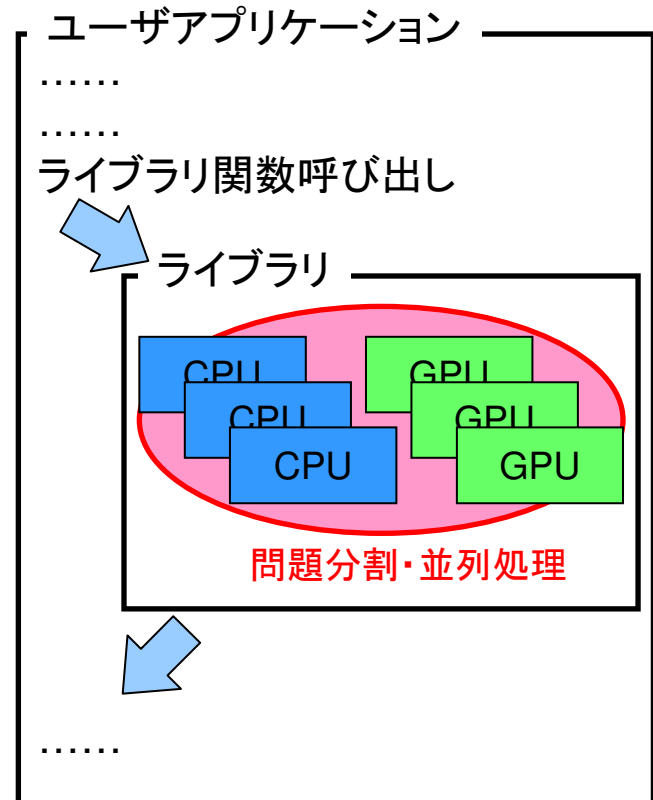 ユーザアプリケーション
……
……
ライブラリ関数呼び出し
ライブラリ
CPU
GPU
CPU
GPU
CPU
GPU
問題分割・並列処理
……